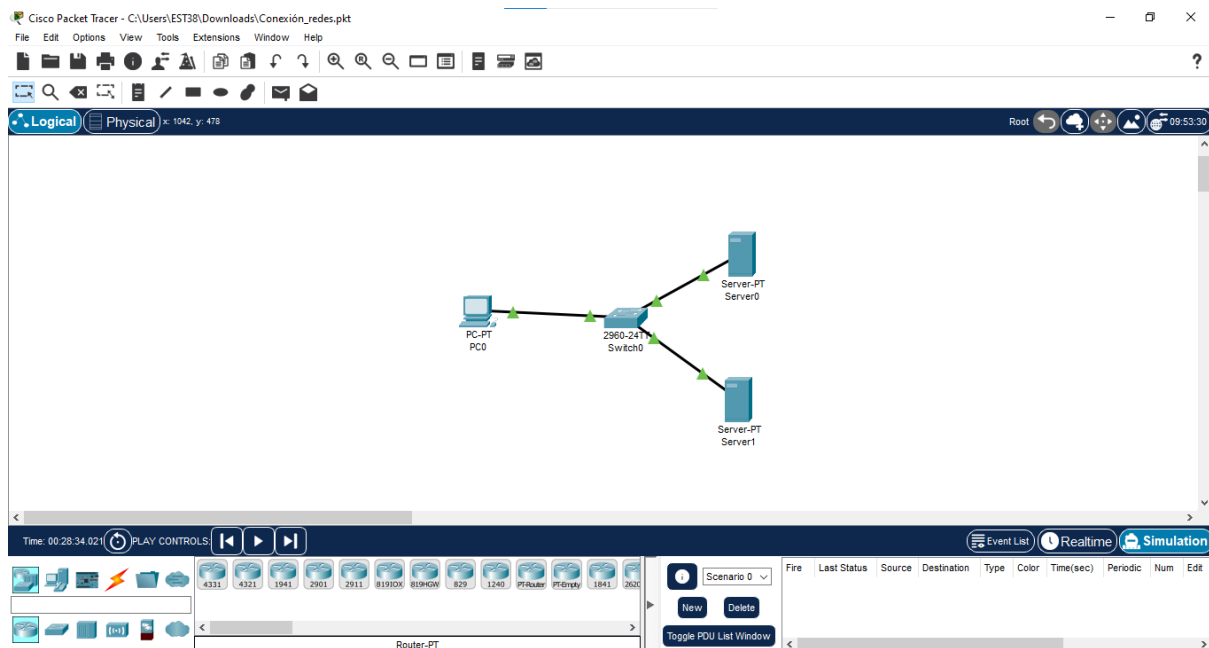 Cisco Packet Tracer - C:\Users\EST38\Downloads\Conexión_redes.pkt
File Edit Options View Tools Extensions Window Help
?
Logical Physical x: 1042, y: 478 Root 09:53:30
Server-PT
Server0
PC-PT
PC0
2960-24TT
Switch0
Server-PT
Server1
Time: 00:28:34.021 PLAY CONTROLS: Event List Realtime Simulation
4331 4321 1941 2901 2911 819IOX 819HGW 829 1240 PT-Router PT-Empty 1841 262
Scenario 0
Fire Last Status Source Destination Type Color Time(sec) Periodic Num Edit
New Delete
Toggle PDU List Window
Router-PT